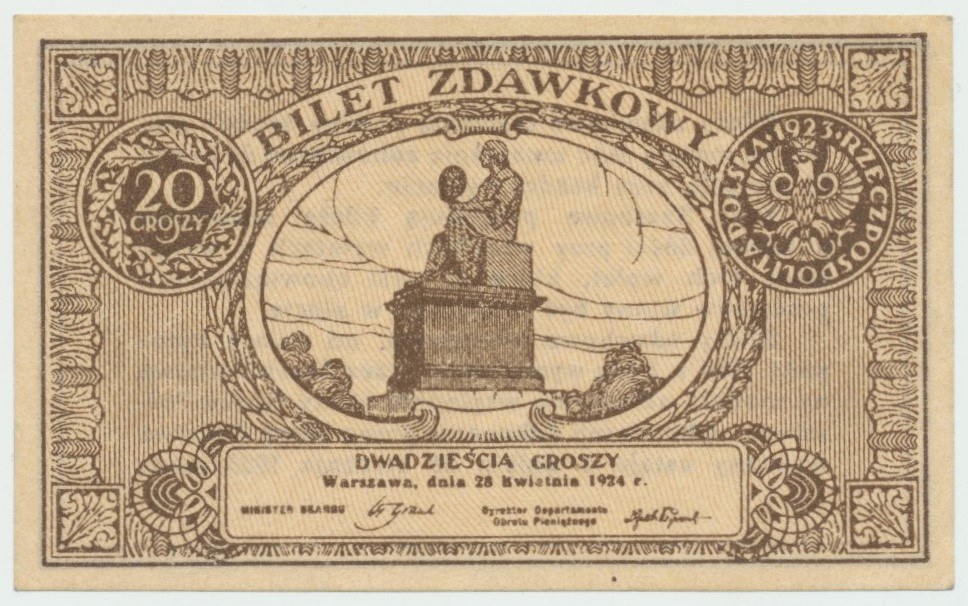 BILET ZDAWKOWY
20
GROSZY
RZECZPOSPOLITA POLSKA · 1923 ·
DWADZIEŚCIA GROSZY
Warszawa, dnia 28 kwietnia 1924 r.
MINISTER SKARBU
Dyrektor Departamentu
Obrotu Pieniężnego